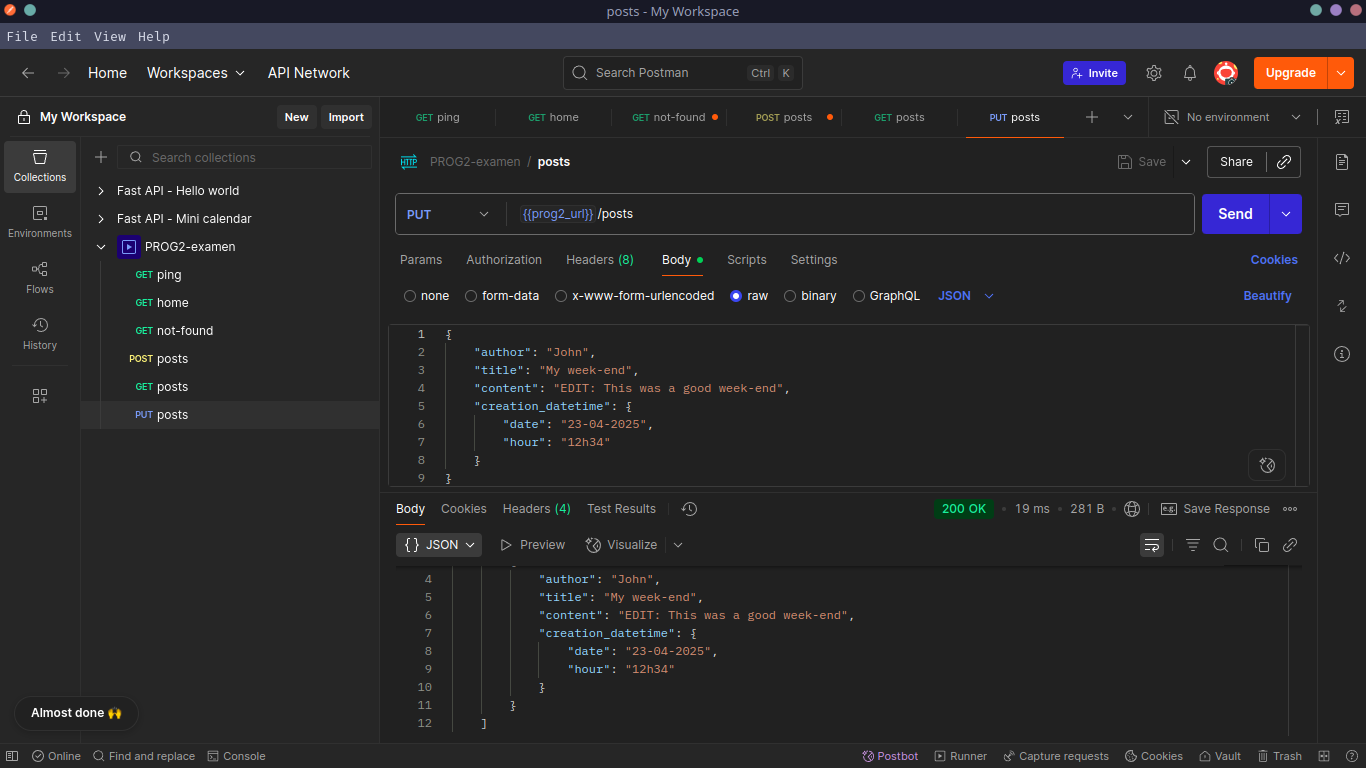 posts - My Workspace
File Edit View Help
Home Workspaces API Network
Search Postman Ctrl K
Invite
Upgrade
My Workspace
New Import
GET ping
GET home
GET not-found
POST posts
GET posts
PUT posts
No environment
Collections
Environments
Flows
History
Search collections
Fast API - Hello world
Fast API - Mini calendar
PROG2-examen
GET ping
GET home
GET not-found
POST posts
GET posts
PUT posts
HTTP PROG2-examen / posts
Save Share
PUT {{prog2_url}}/posts
Send
Params Authorization Headers (8) Body Scripts Settings Cookies
none form-data x-www-form-urlencoded raw binary GraphQL JSON Beautify
1 {
2 "author": "John",
3 "title": "My week-end",
4 "content": "EDIT: This was a good week-end",
5 "creation_datetime": {
6 "date": "23-04-2025",
7 "hour": "12h34"
8 }
9 }
Body Cookies Headers (4) Test Results
200 OK • 19 ms • 281 B
e.g. Save Response
{} JSON Preview Visualize
4 "author": "John",
5 "title": "My week-end",
6 "content": "EDIT: This was a good week-end",
7 "creation_datetime": {
8 "date": "23-04-2025",
9 "hour": "12h34"
10 }
11 }
12 ]
Almost done 🙌
Online Find and replace Console
Postbot Runner Capture requests Cookies Vault Trash